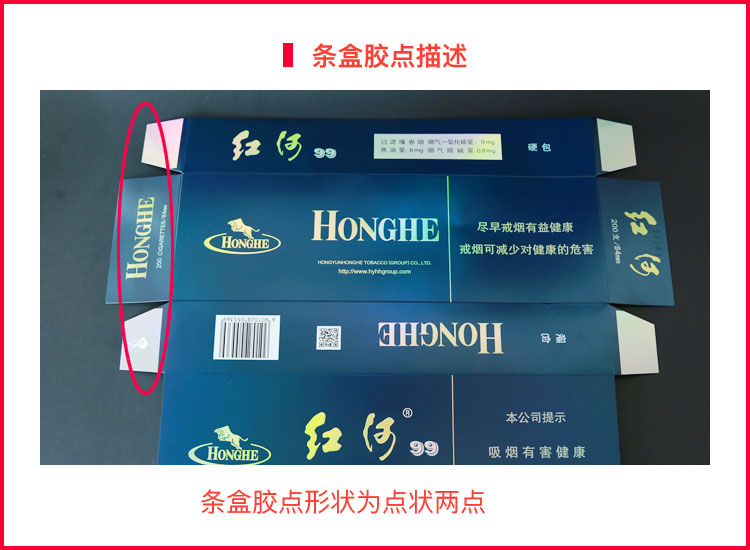 条盒胶点描述
红河99
过滤嘴卷烟 烟气一氧化碳量:9mg
焦油量:8mg 烟气烟碱量:0.8mg
硬包
HONGHE
200 CIGARETTES/84mm
HONGHE
HONGHE
HONGYUNHONGHE TOBACCO (GROUP) CO., LTD.
http://www.hyhhgroup.com
尽早戒烟有益健康
戒烟可减少对健康的危害
红河
200支/84mm
HONGHE
硬包
HONGHE
红河®99
本公司提示
吸烟有害健康
条盒胶点形状为点状两点